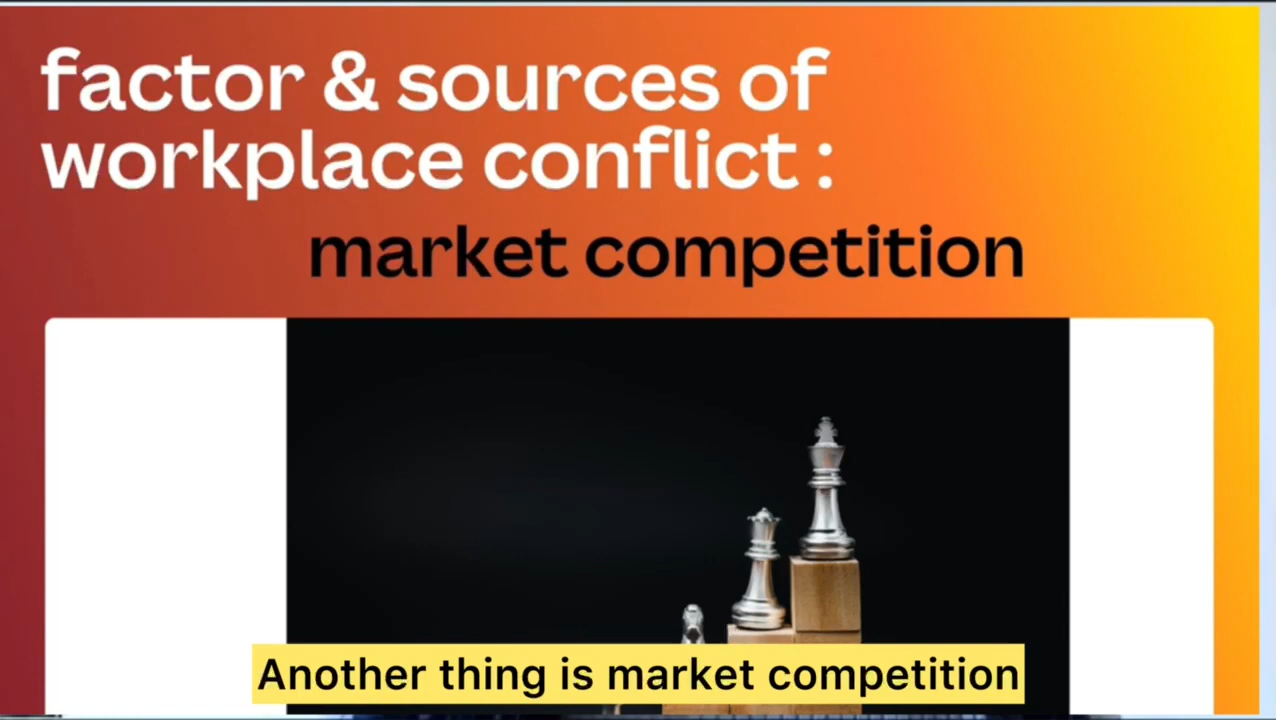 factor & sources of
workplace conflict :
market competition
Another thing is market competition